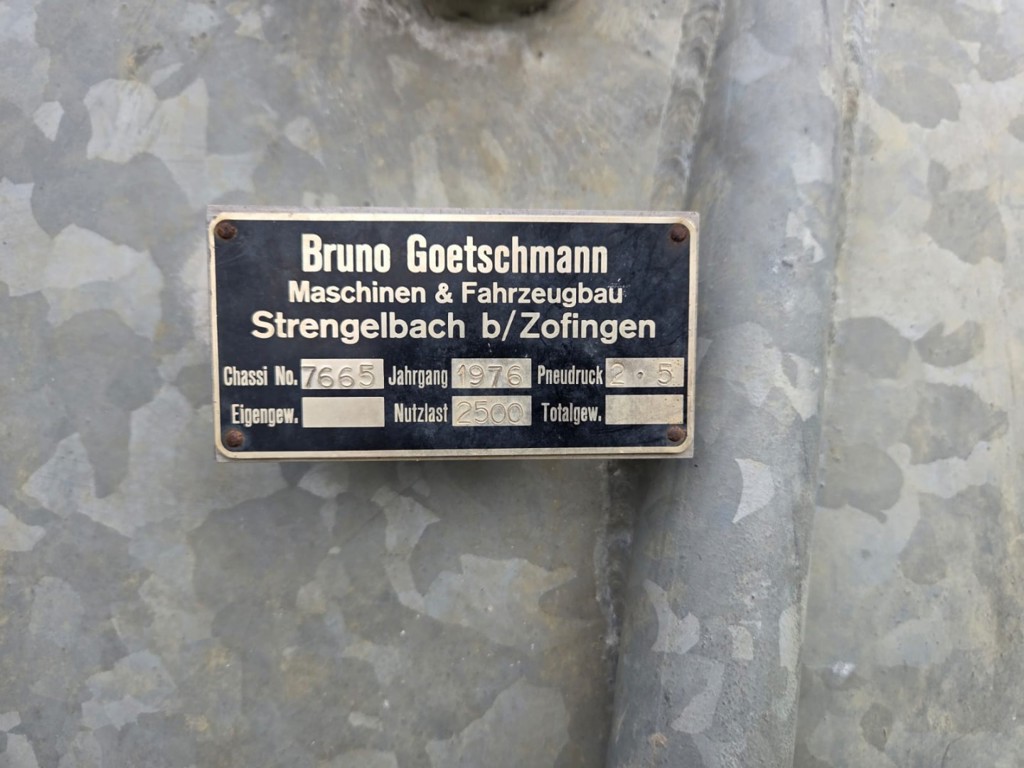 Bruno Goetschmann
Maschinen & Fahrzeugbau
Strengelbach b/Zofingen
Chassi No. 7665 Jahrgang 1976 Pneudruck 2.5
Eigengew. Nutzlast 2500 Totalgew.